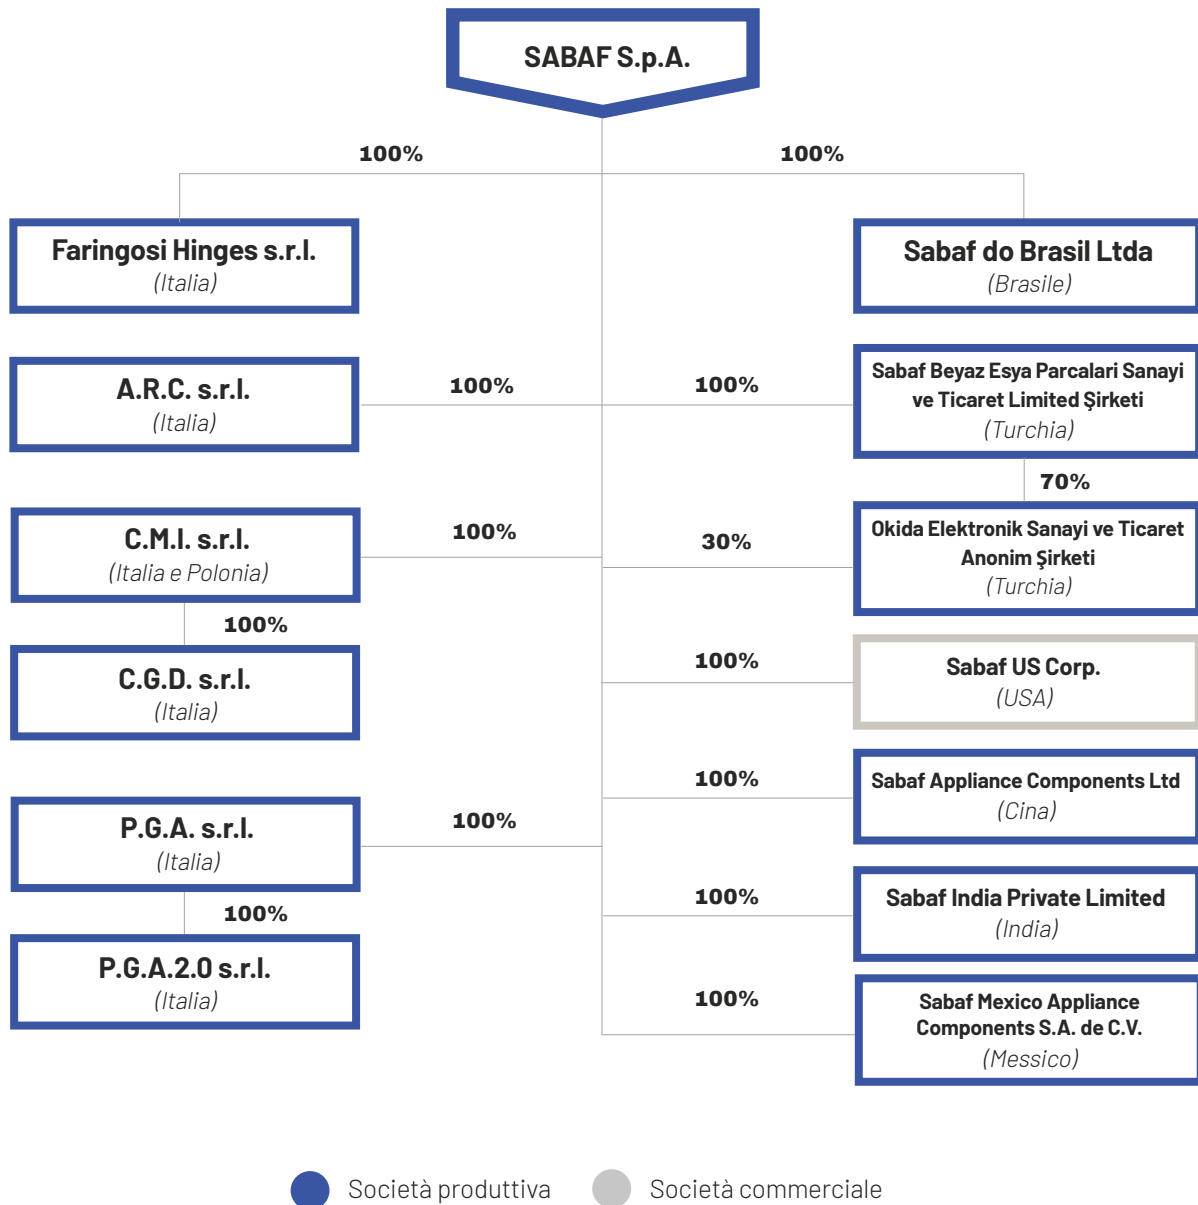 SABAF S.p.A.
100%
100%
Faringosi Hinges s.r.l.
(Italia)
Sabaf do Brasil Ltda
(Brasile)
A.R.C. s.r.l.
(Italia)
100%
100%
Sabaf Beyaz Esya Parcalari Sanayi
ve Ticaret Limited Şirketi
(Turchia)
70%
C.M.I. s.r.l.
(Italia e Polonia)
100%
30%
Okida Elektronik Sanayi ve Ticaret
Anonim Şirketi
(Turchia)
100%
C.G.D. s.r.l.
(Italia)
100%
Sabaf US Corp.
(USA)
100%
Sabaf Appliance Components Ltd
(Cina)
P.G.A. s.r.l.
(Italia)
100%
100%
100%
Sabaf India Private Limited
(India)
P.G.A.2.0 s.r.l.
(Italia)
100%
Sabaf Mexico Appliance
Components S.A. de C.V.
(Messico)
Società produttiva
Società commerciale